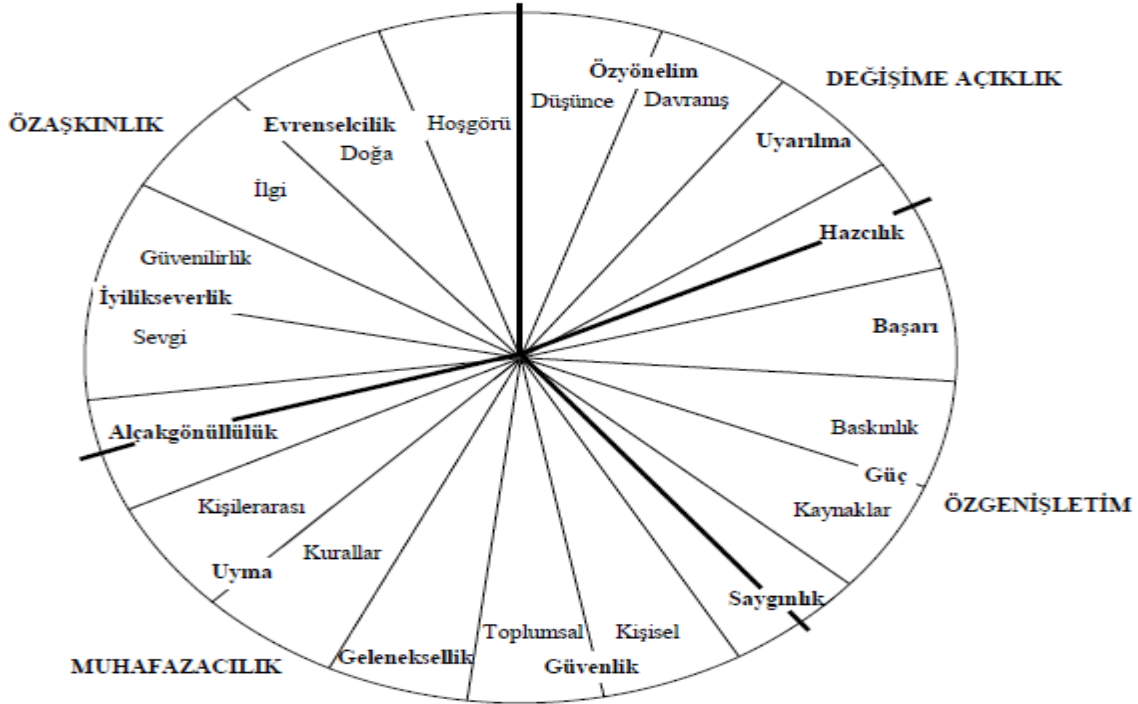 Özyönelim
DEĞİŞİME AÇIKLIK
Düşünce
Davranış
ÖZAŞKINLIK
Evrenselcilik
Hoşgörü
Doğa
Uyarılma
İlgi
Hazcılık
Güvenilirlik
İyilikseverlik
Sevgi
Başarı
Alçakgönüllülük
Baskınlık
Güç
Kaynaklar
ÖZGENİŞLETİM
Kişilerarası
Kurallar
Uyma
Saygınlık
Toplumsal
Kişisel
MUHAFAZACILIK
Geleneksellik
Güvenlik